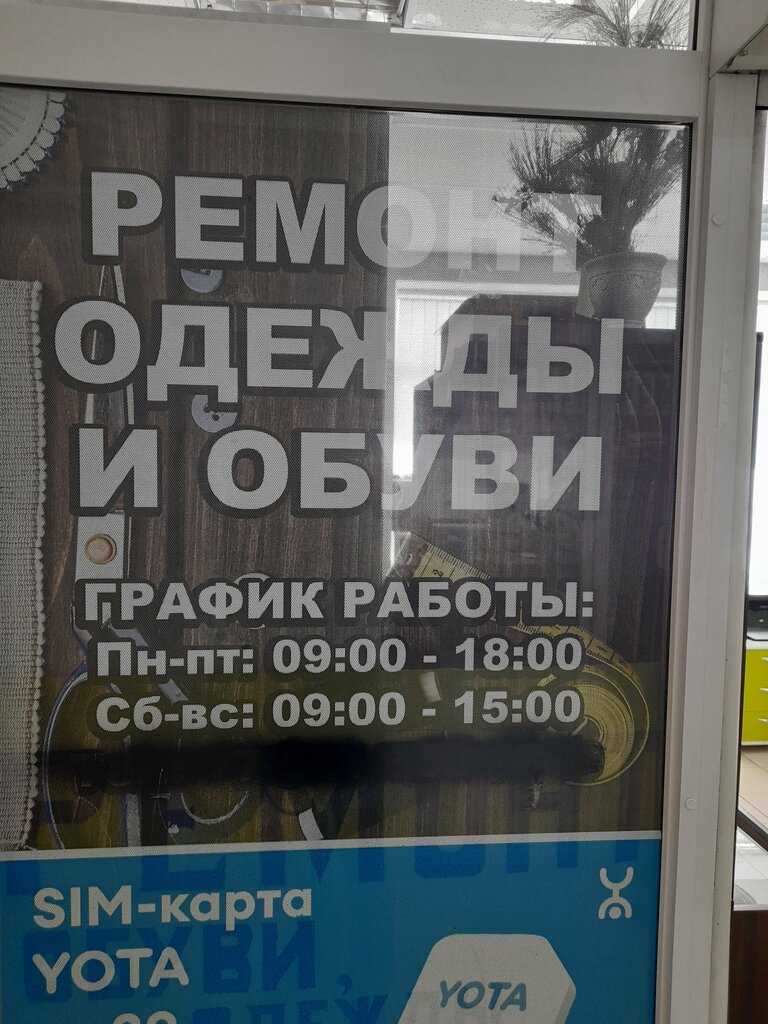 РЕМОНТ
ОДЕЖДЫ
И ОБУВИ
ГРАФИК РАБОТЫ:
Пн-пт: 09:00 - 18:00
Сб-вс: 09:00 - 15:00
SIM-карта
YOTA
YOTA